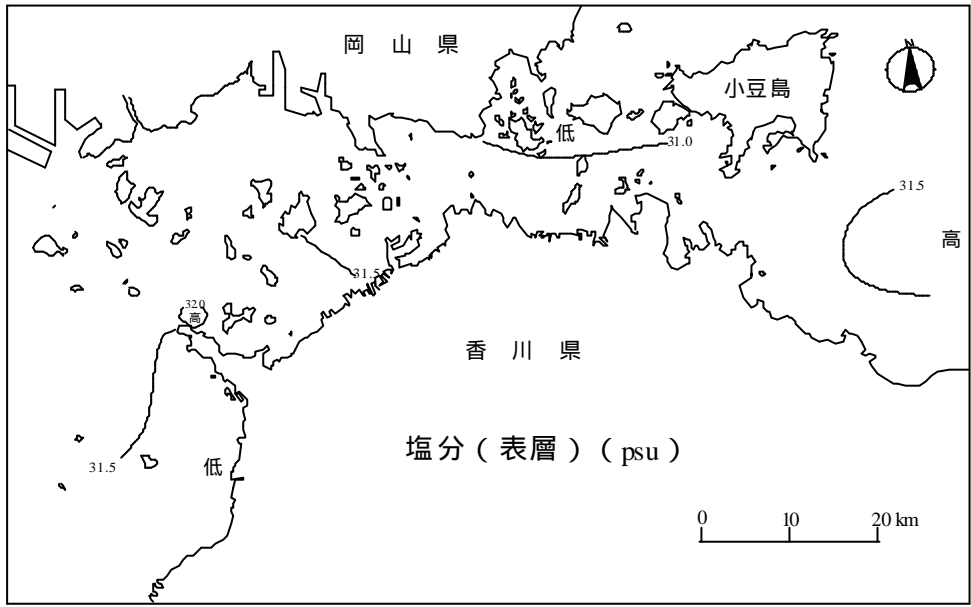 岡 山 県
小豆島
低
31.0
31.5
高
31.5
32.0
高
香 川 県
31.5
低
塩分（表層）（psu）
0 10 20 km